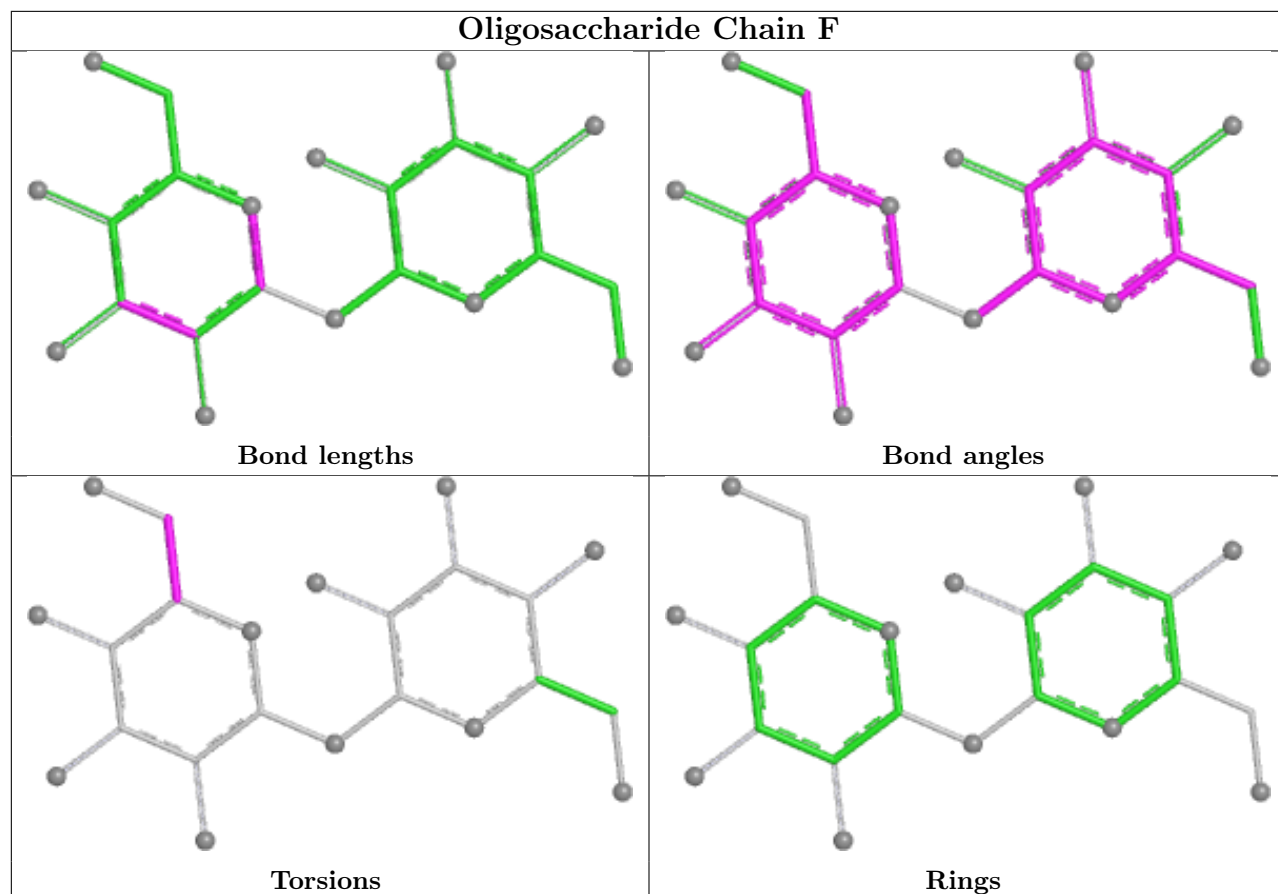 Oligosaccharide Chain F
Bond lengths
Bond angles
Torsions
Rings